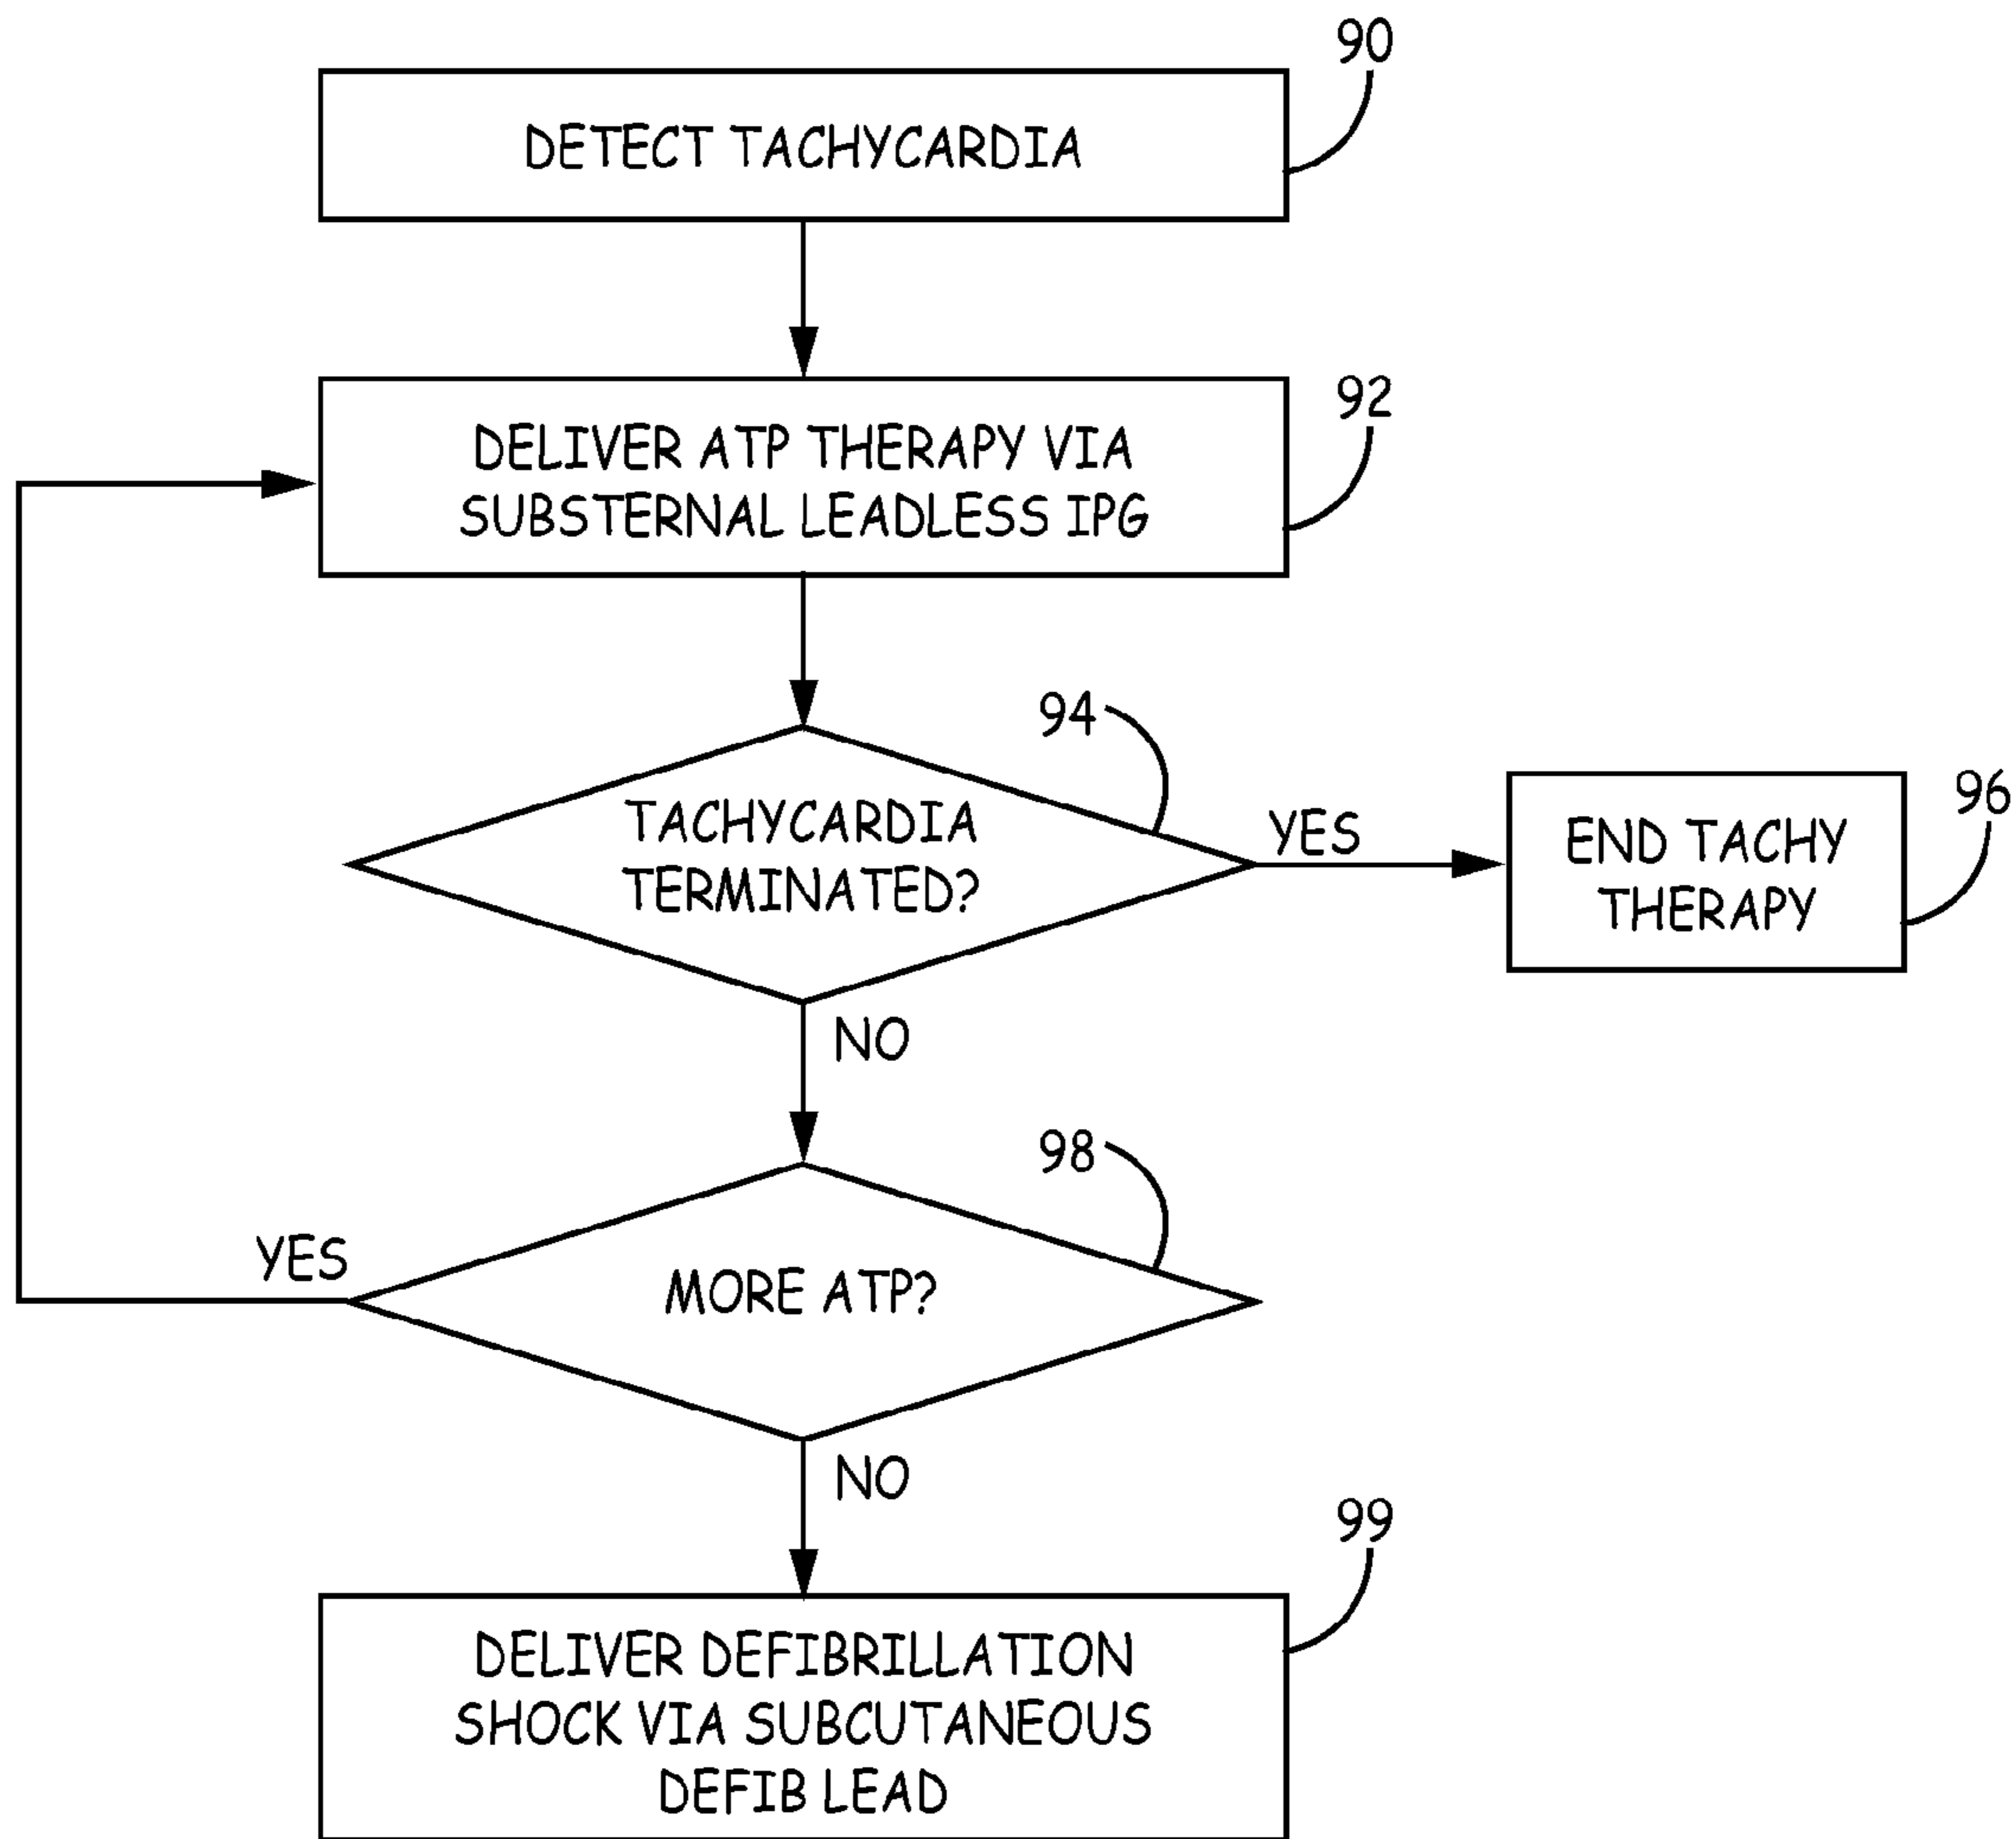 90
DETECT TACHYCARDIA
92
DELIVER ATP THERAPY VIA
SUBSTERNAL LEADLESS IPG
94
TACHYCARDIA
TERMINATED?
YES
96
END TACHY
THERAPY
NO
98
YES
MORE ATP?
NO
99
DELIVER DEFIBRILLATION
SHOCK VIA SUBCUTANEOUS
DEFIB LEAD